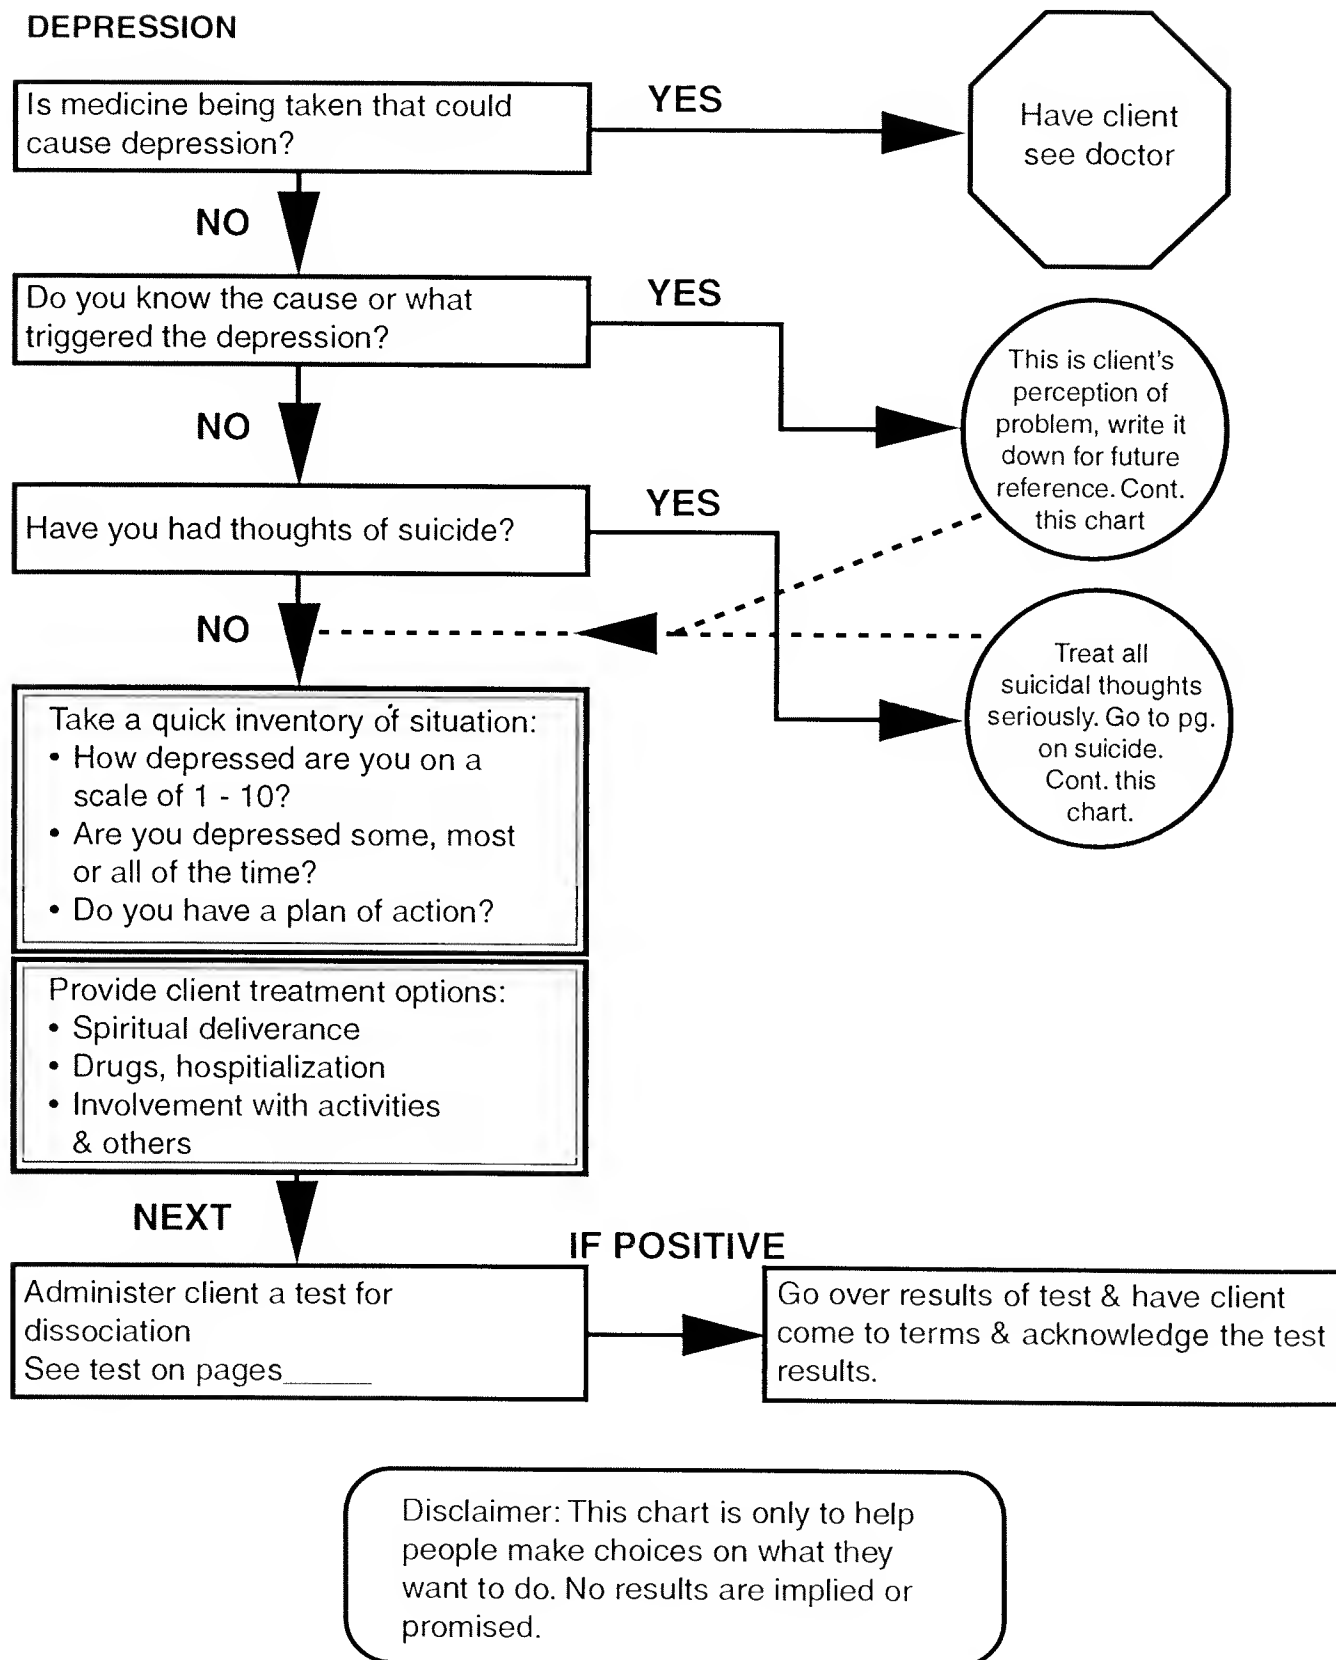 DEPRESSION
Is medicine being taken that could
cause depression?
YES
Have client
see doctor
NO
Do you know the cause or what
triggered the depression?
YES
This is client's
perception of
problem, write it
down for future
reference. Cont.
this chart
NO
Have you had thoughts of suicide?
YES
Treat all
suicidal thoughts
seriously. Go to pg.
on suicide.
Cont. this
chart.
NO
Take a quick inventory of situation:
• How depressed are you on a
scale of 1 - 10?
• Are you depressed some, most
or all of the time?
• Do you have a plan of action?
Provide client treatment options:
• Spiritual deliverance
• Drugs, hospitialization
• Involvement with activities
& others
NEXT
Administer client a test for
dissociation
See test on pages_____
IF POSITIVE
Go over results of test & have client
come to terms & acknowledge the test
results.
Disclaimer: This chart is only to help
people make choices on what they
want to do. No results are implied or
promised.